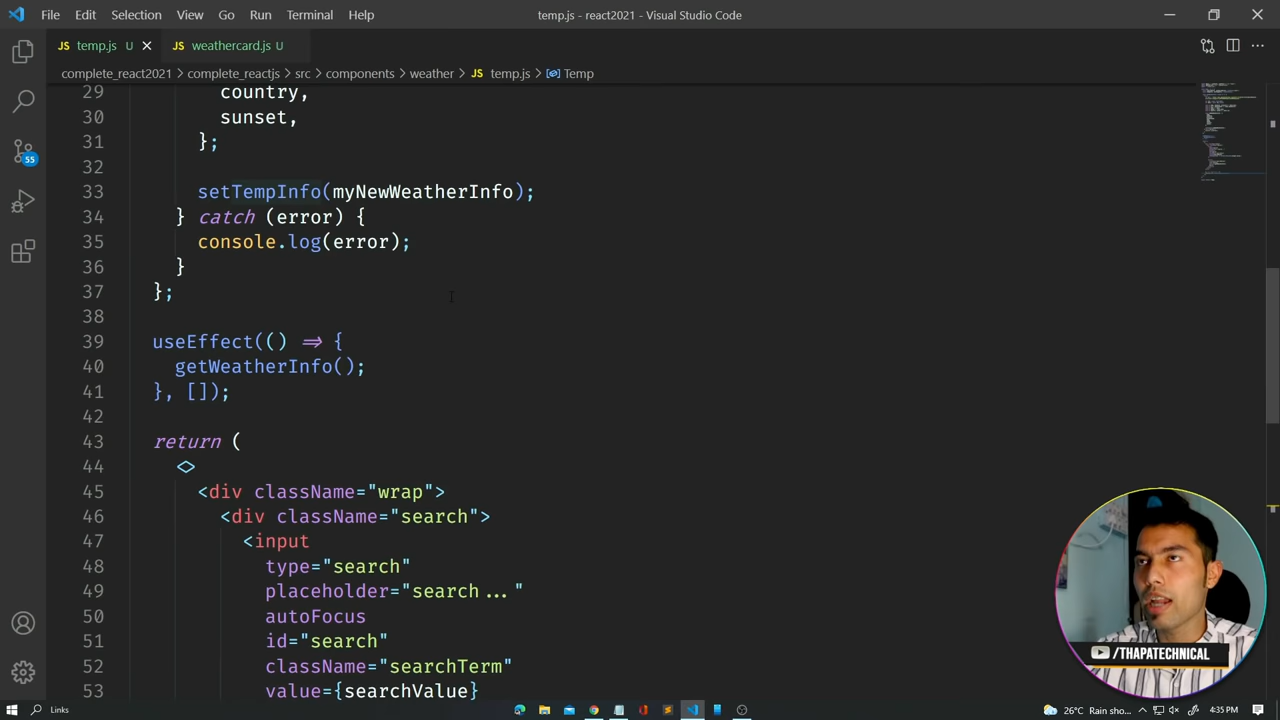 File Edit Selection View Go Run Terminal Help temp.js - react2021 - Visual Studio Code
JS temp.js U JS weathercard.js U
complete_react2021 > complete_reactjs > src > components > weather > JS temp.js > Temp
29 country,
30 sunset,
31 };
32
33 setTempInfo(myNewWeatherInfo);
34 } catch (error) {
35 console.log(error);
36 }
37 };
38
39 useEffect(() => {
40 getWeatherInfo();
41 }, []);
42
43 return (
44 <>
45 <div className="wrap">
46 <div className="search">
47 <input
48 type="search"
49 placeholder="search..."
50 autoFocus
51 id="search"
52 className="searchTerm"
53 value={searchValue}
55
/THAPATECHNICAL
Links 26°C Rain sho... 4:35 PM